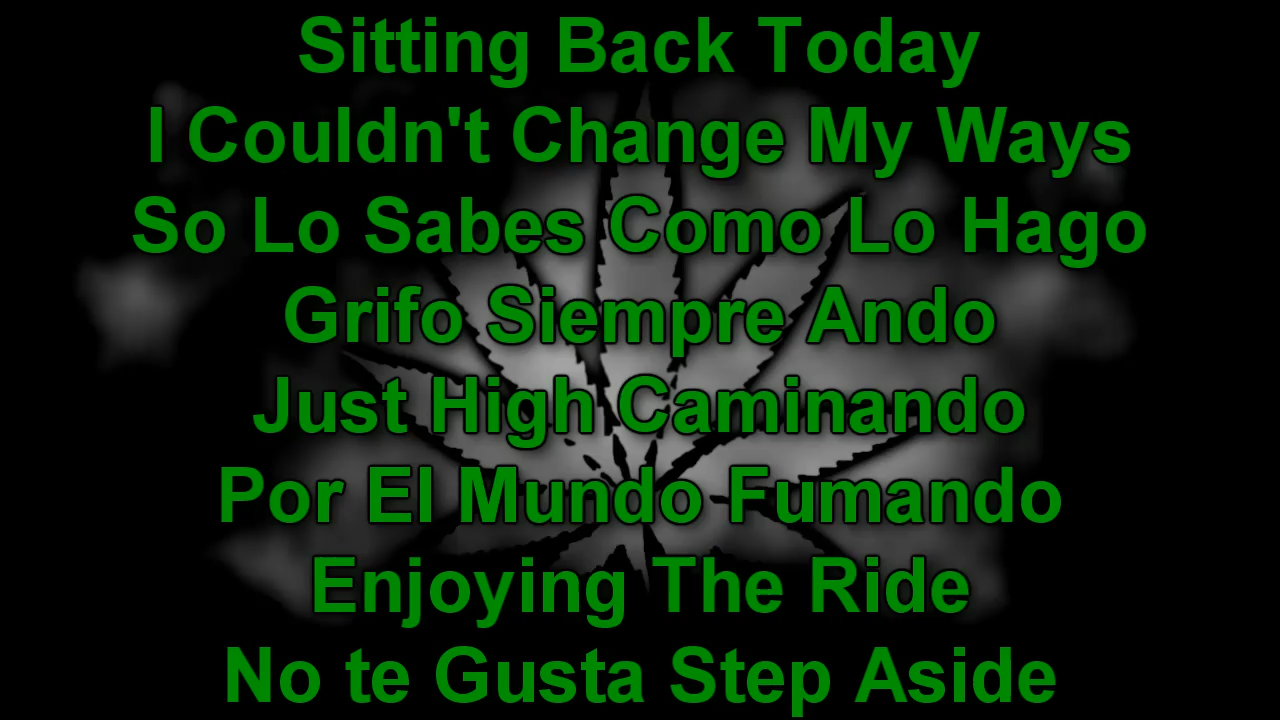 Sitting Back Today
I Couldn't Change My Ways
So Lo Sabes Como Lo Hago
Grifo Siempre Ando
Just High Caminando
Por El Mundo Fumando
Enjoying The Ride
No te Gusta Step Aside